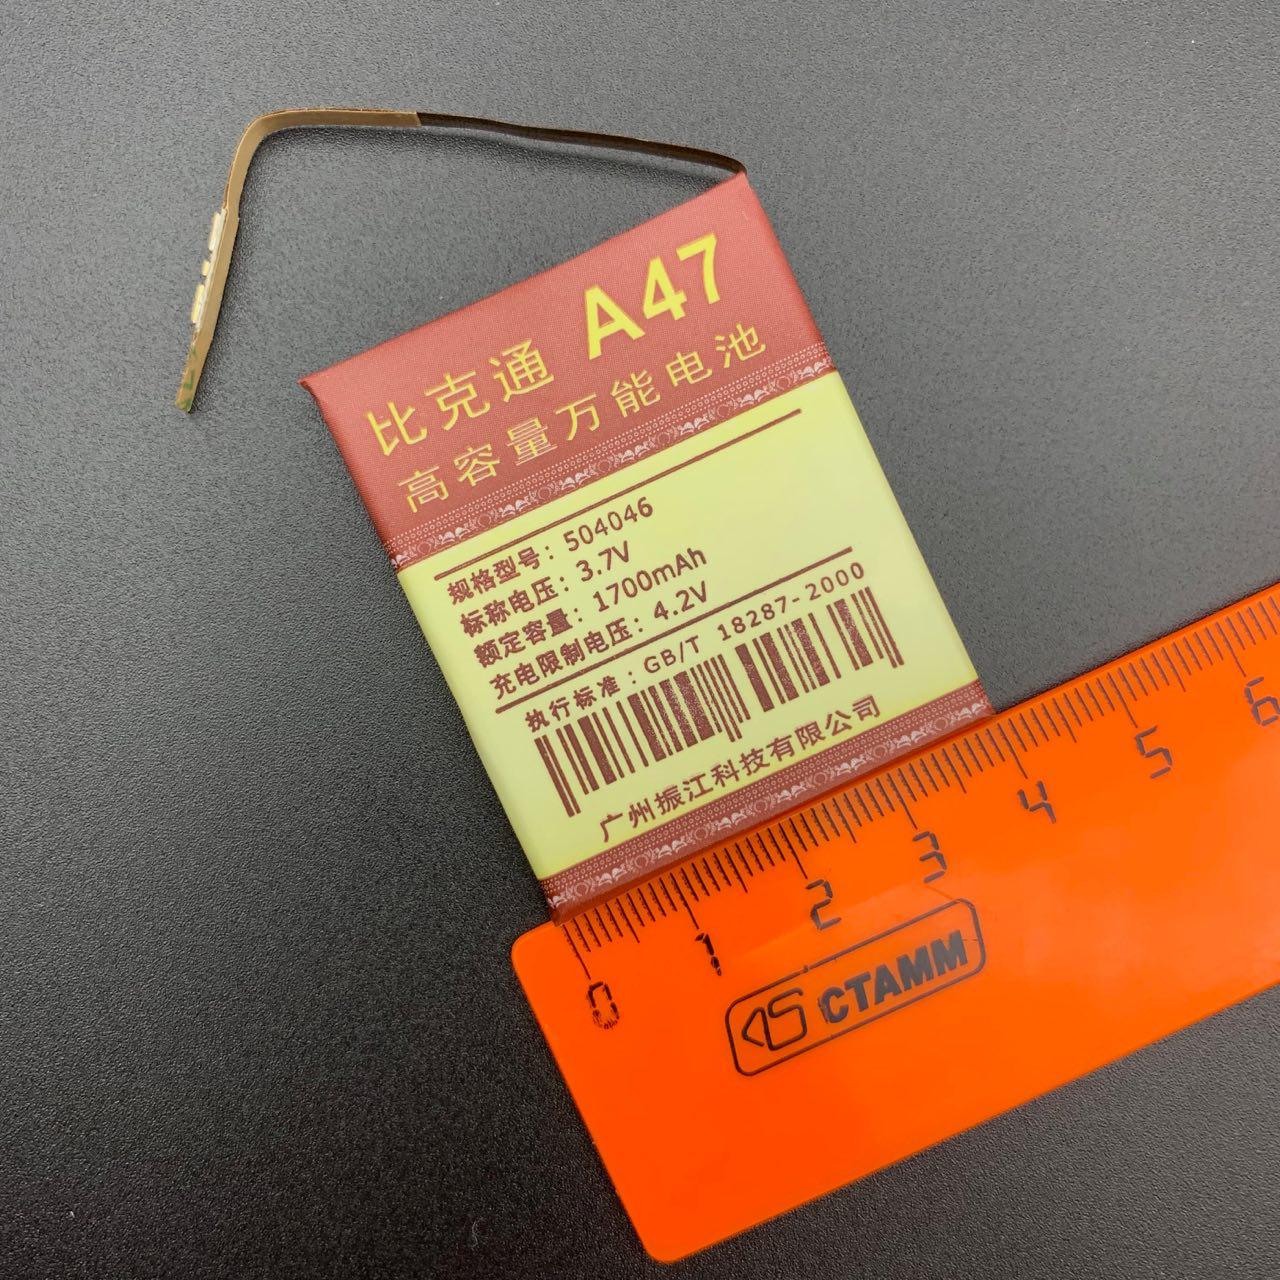 比克通 A47
高容量万能电池
规格型号：504046
标称电压：3.7V
额定容量：1700mAh
充电限制电压：4.2V
执行标准：GB/T 18287-2000
广州振江科技有限公司
0 1 2 3 4 5 6
СТАММ